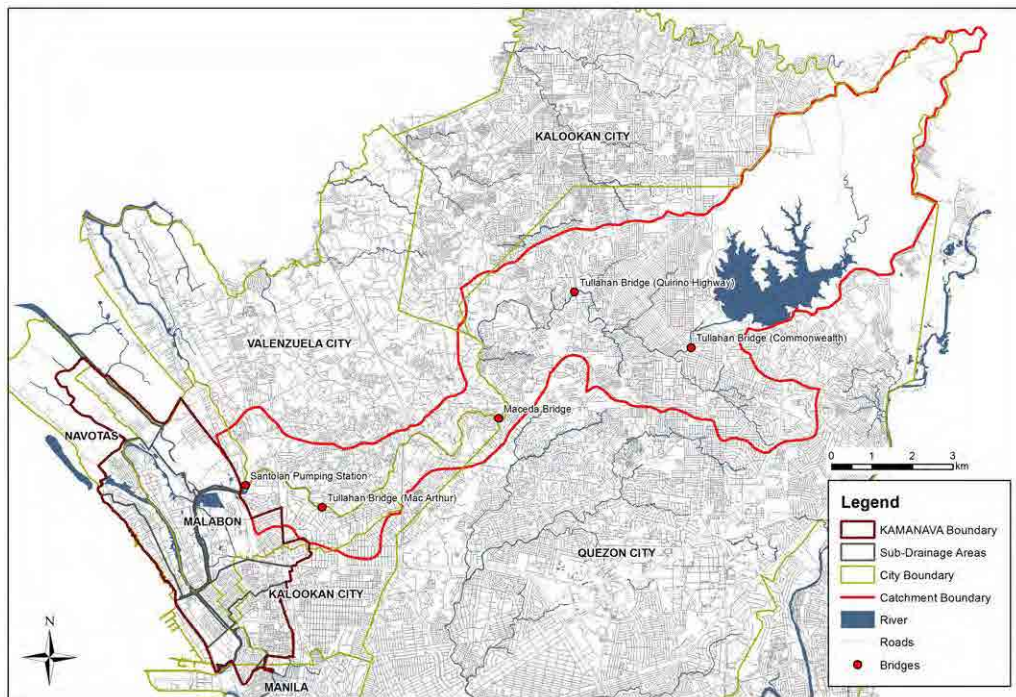 KALOOKAN CITY
Tullahan Bridge (Quirino Highway)
VALENZUELA CITY
Tullahan Bridge (Commonwealth)
Maceda Bridge
NAVOTAS
Santolan Pumping Station
Tullahan Bridge (Mac Arthur)
MALABON
QUEZON CITY
KALOOKAN CITY
MANILA
N
0 1 2 3
km
Legend
KAMANAVA Boundary
Sub-Drainage Areas
City Boundary
Catchment Boundary
River
Roads
Bridges